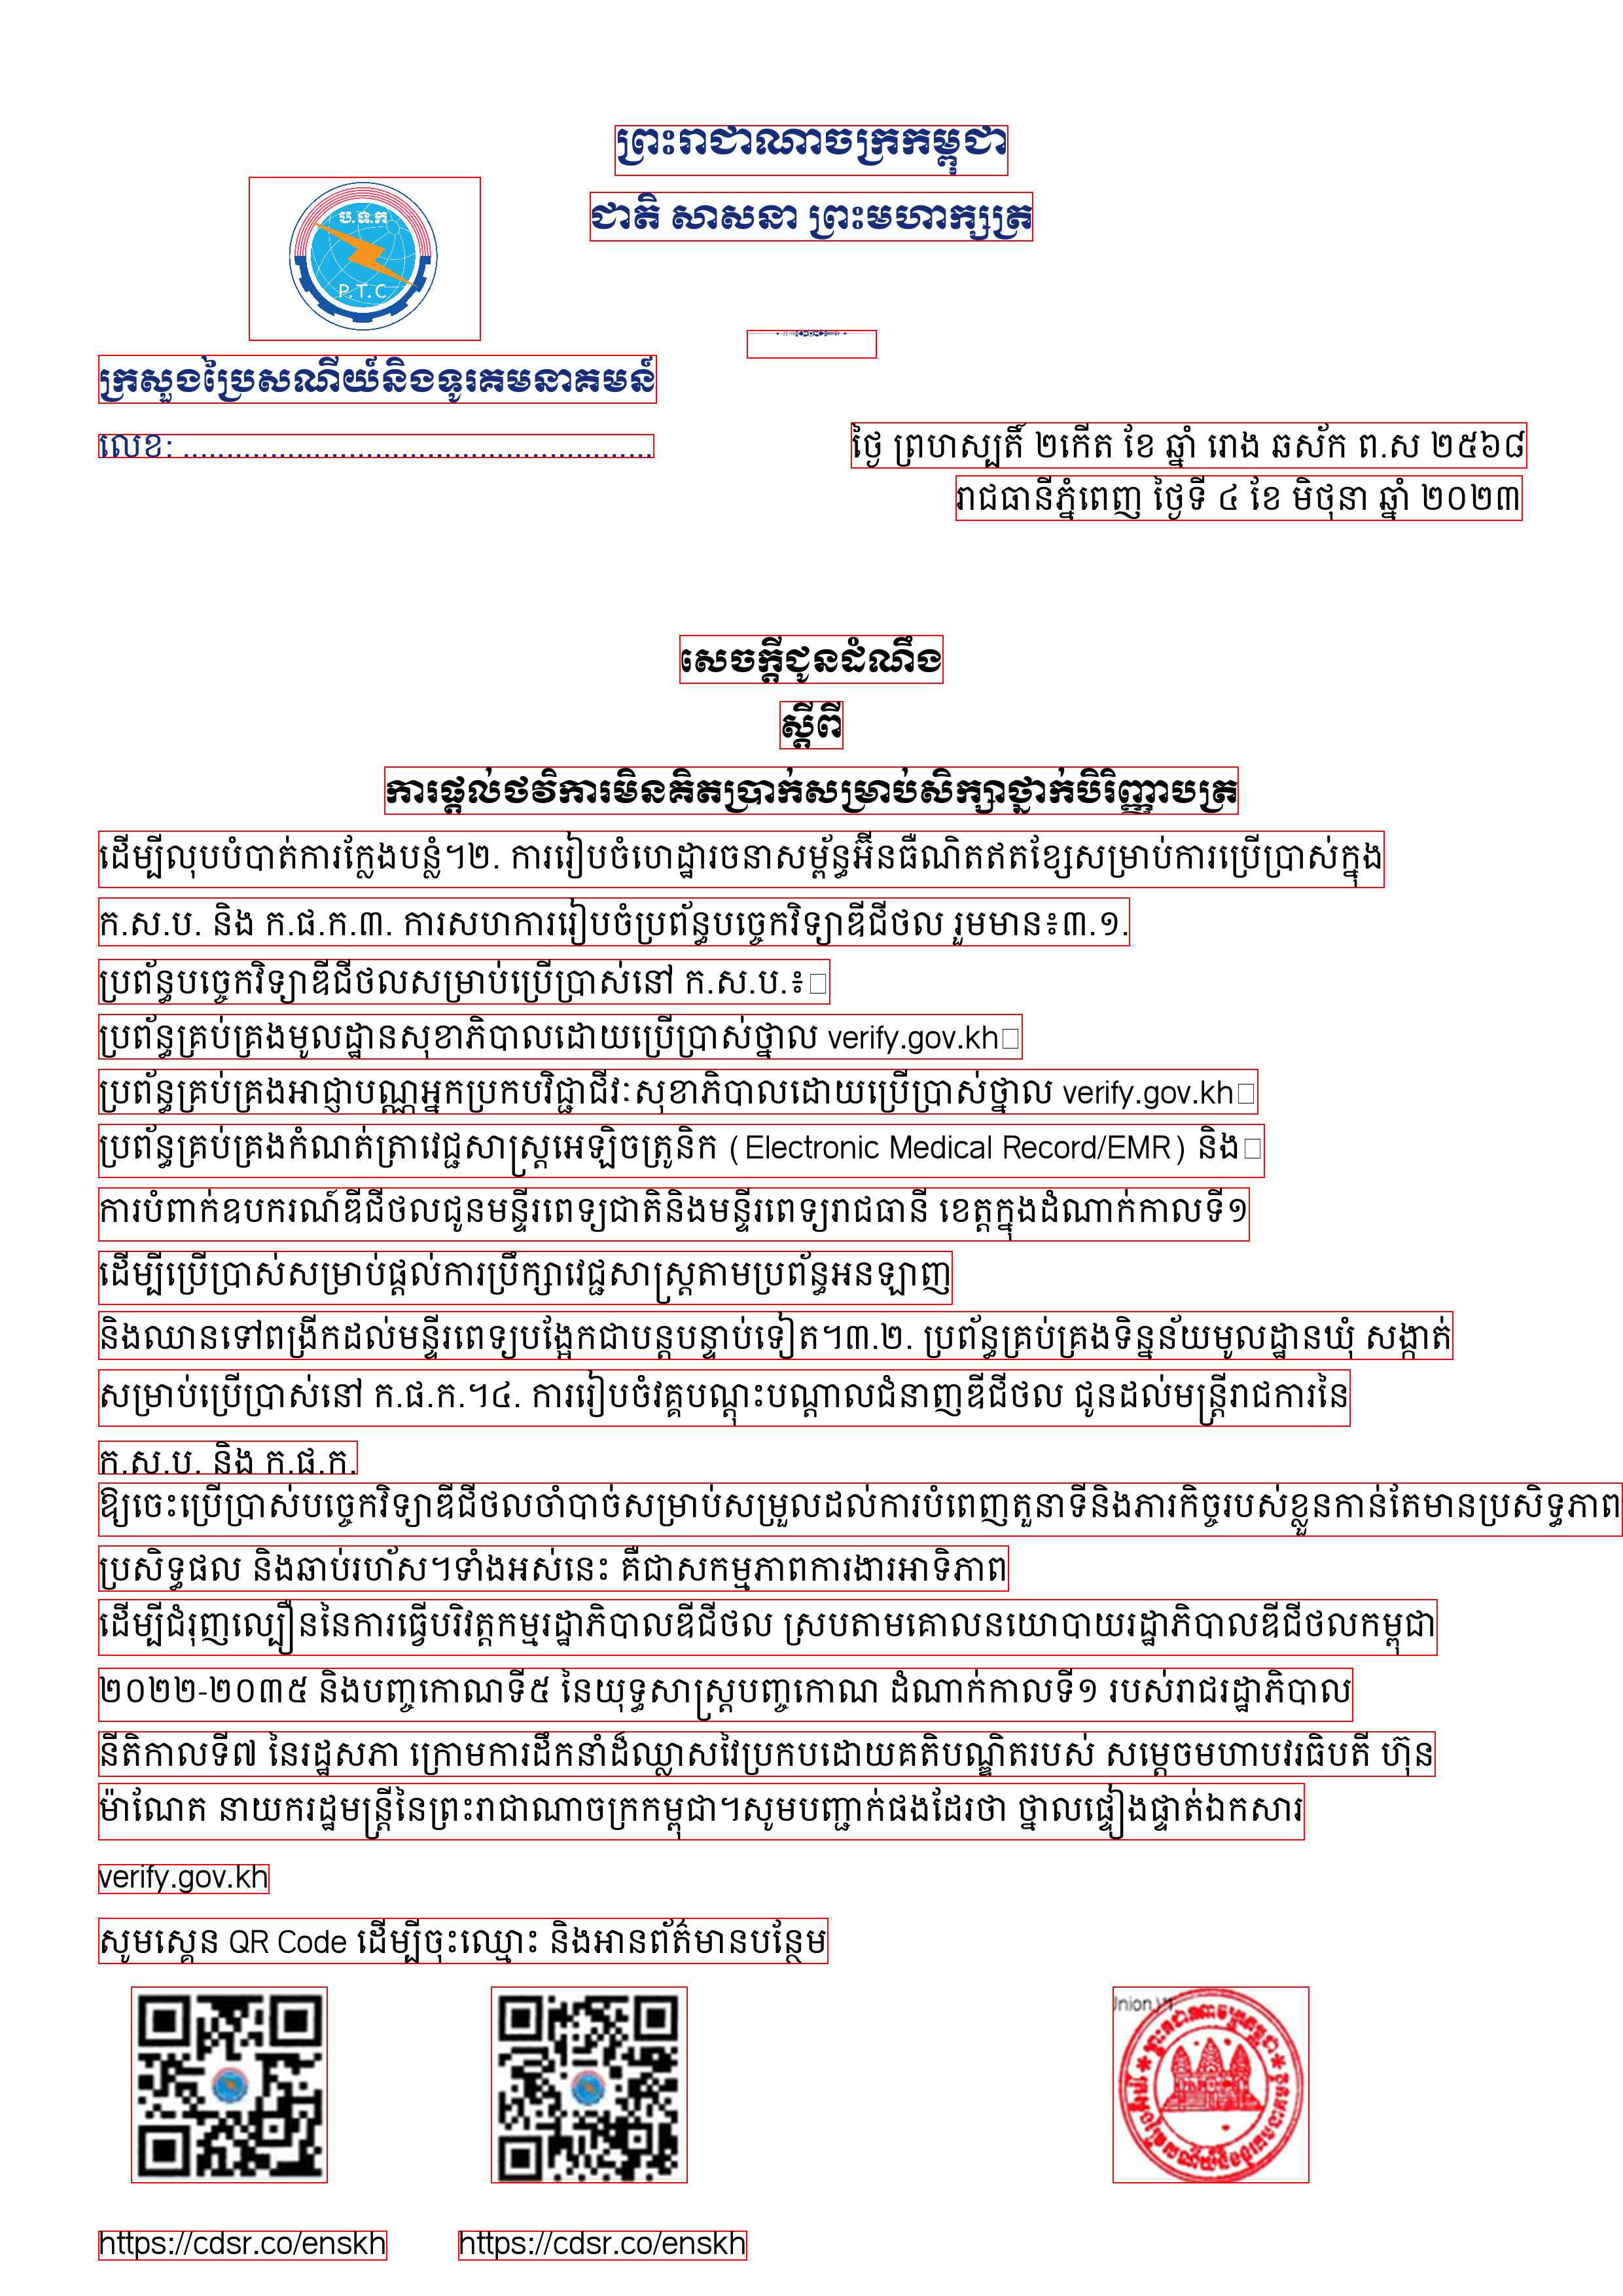 ព្រះរាជាណាចក្រកម្ពុជា
ជាតិ សាសនា ព្រះមហាក្សត្រ
ប.ទ.ក
P.T.C
ក្រសួងប្រៃសណីយ៍និងទូរគមនាគមន៍
លេខ: ......................................................
ថ្ងៃ ព្រហស្បតិ៍ ២កើត ខែ ឆ្នាំ រោង ឆស័ក ព.ស ២៥៦៨
រាជធានីភ្នំពេញ ថ្ងៃទី ៤ ខែ មិថុនា ឆ្នាំ ២០២៣
សេចក្តីជូនដំណឹង
ស្តីពី
ការផ្តល់ថវិការមិនគិតប្រាក់សម្រាប់សិក្សាថ្នាក់បិរិញ្ញាបត្រ
ដើម្បីលុបបំបាត់ការក្លែងបន្លំ។២. ការរៀបចំហេដ្ឋារចនាសម្ព័ន្ធអ៊ីនធឺណិតឥតខ្សែសម្រាប់ការប្រើប្រាស់ក្នុង
ក.ស.ប. និង ក.ផ.ក.៣. ការសហការរៀបចំប្រព័ន្ធបច្ចេកវិទ្យាឌីជីថល រួមមាន៖៣.១.
ប្រព័ន្ធបច្ចេកវិទ្យាឌីជីថលសម្រាប់ប្រើប្រាស់នៅ ក.ស.ប.៖
ប្រព័ន្ធគ្រប់គ្រងមូលដ្ឋានសុខាភិបាលដោយប្រើប្រាស់ថ្នាល verify.gov.kh
ប្រព័ន្ធគ្រប់គ្រងអាជ្ញាបណ្ណអ្នកប្រកបវិជ្ជាជីវៈសុខាភិបាលដោយប្រើប្រាស់ថ្នាល verify.gov.kh
ប្រព័ន្ធគ្រប់គ្រងកំណត់ត្រាវេជ្ជសាស្ត្រអេឡិចត្រូនិក (Electronic Medical Record/EMR) និង
ការបំពាក់ឧបករណ៍ឌីជីថលជូនមន្ទីរពេទ្យជាតិនិងមន្ទីរពេទ្យរាជធានី ខេត្តក្នុងដំណាក់កាលទី១
ដើម្បីប្រើប្រាស់សម្រាប់ផ្តល់ការប្រឹក្សាវេជ្ជសាស្ត្រតាមប្រព័ន្ធអនឡាញ
និងឈានទៅពង្រីកដល់មន្ទីរពេទ្យបង្អែកជាបន្តបន្ទាប់ទៀត។៣.២. ប្រព័ន្ធគ្រប់គ្រងទិន្នន័យមូលដ្ឋានឃុំ សង្កាត់
សម្រាប់ប្រើប្រាស់នៅ ក.ផ.ក.។៤. ការរៀបចំវគ្គបណ្តុះបណ្តាលជំនាញឌីជីថល ជូនដល់មន្ត្រីរាជការនៃ
ក.ស.ប. និង ក.ផ.ក.
ឱ្យចេះប្រើប្រាស់បច្ចេកវិទ្យាឌីជីថលចាំបាច់សម្រាប់សម្រួលដល់ការបំពេញតួនាទីនិងភារកិច្ចរបស់ខ្លួនកាន់តែមានប្រសិទ្ធភាព
ប្រសិទ្ធផល និងឆាប់រហ័ស។ទាំងអស់នេះ គឺជាសកម្មភាពការងារអាទិភាព
ដើម្បីជំរុញល្បឿននៃការធ្វើបរិវត្តកម្មរដ្ឋាភិបាលឌីជីថល ស្របតាមគោលនយោបាយរដ្ឋាភិបាលឌីជីថលកម្ពុជា
២០២២-២០៣៥ និងបញ្ចកោណទី៥ នៃយុទ្ធសាស្ត្របញ្ចកោណ ដំណាក់កាលទី១ របស់រាជរដ្ឋាភិបាល
នីតិកាលទី៧ នៃរដ្ឋសភា ក្រោមការដឹកនាំដ៏ឈ្លាសវៃប្រកបដោយគតិបណ្ឌិតរបស់ សម្តេចមហាបវរធិបតី ហ៊ុន
ម៉ាណែត នាយករដ្ឋមន្ត្រីនៃព្រះរាជាណាចក្រកម្ពុជា។សូមបញ្ជាក់ផងដែរថា ថ្នាលផ្ទៀងផ្ទាត់ឯកសារ
verify.gov.kh
សូមស្គេន QR Code ដើម្បីចុះឈ្មោះ និងអានព័ត៌មានបន្ថែម
ព្រះរាជាណាចក្រកម្ពុជា
https://cdsr.co/enskh https://cdsr.co/enskh